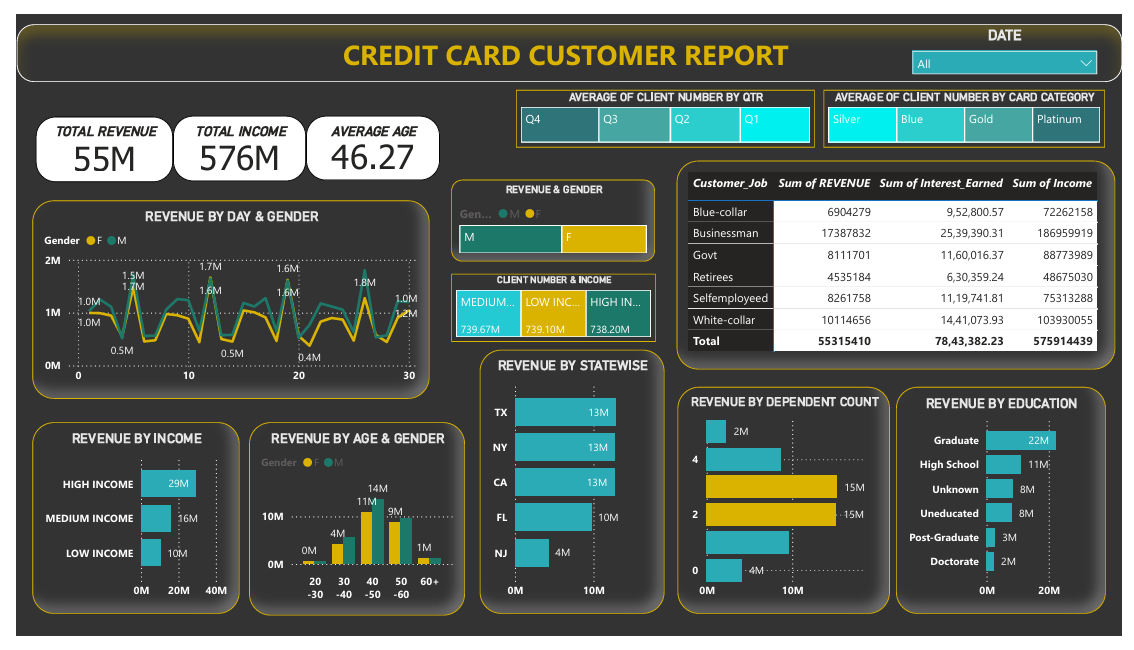 CREDIT CARD CUSTOMER REPORT
DATE
All
AVERAGE OF CLIENT NUMBER BY QTR
Q4 Q3 Q2 Q1
AVERAGE OF CLIENT NUMBER BY CARD CATEGORY
Silver Blue Gold Platinum
TOTAL REVENUE
55M
TOTAL INCOME
576M
AVERAGE AGE
46.27
REVENUE & GENDER
Gen... M F
M F
CLIENT NUMBER & INCOME
MEDIUM... LOW INC... HIGH IN...
739.67M 739.10M 738.20M
Customer_Job Sum of REVENUE Sum of Interest_Earned Sum of Income
Blue-collar 6904279 9,52,800.57 72262158
Businessman 17387832 25,39,390.31 186959919
Govt 8111701 11,60,016.37 88773989
Retirees 4535184 6,30,359.24 48675030
Selfemployeed 8261758 11,19,741.81 75313288
White-collar 10114656 14,41,073.93 103930055
Total 55315410 78,43,382.23 575914439
REVENUE BY DAY & GENDER
Gender F M
2M
1M
0M
1.0M
1.0M
1.5M
1.7M
0.5M
1.7M
1.6M
0.5M
1.6M
1.6M
0.4M
1.8M
1.0M
1.2M
0 10 20 30
REVENUE BY INCOME
HIGH INCOME 29M
MEDIUM INCOME 16M
LOW INCOME 10M
0M 20M 40M
REVENUE BY AGE & GENDER
Gender F M
10M
0M
0M
4M
11M
14M
9M
1M
20 30 40 50 60+
-30 -40 -50 -60
REVENUE BY STATEWISE
TX 13M
NY 13M
CA 13M
FL 10M
NJ 4M
0M 10M
REVENUE BY DEPENDENT COUNT
2M
4
15M
2 15M
0 4M
0M 10M
REVENUE BY EDUCATION
Graduate 22M
High School 11M
Unknown 8M
Uneducated 8M
Post-Graduate 3M
Doctorate 2M
0M 20M